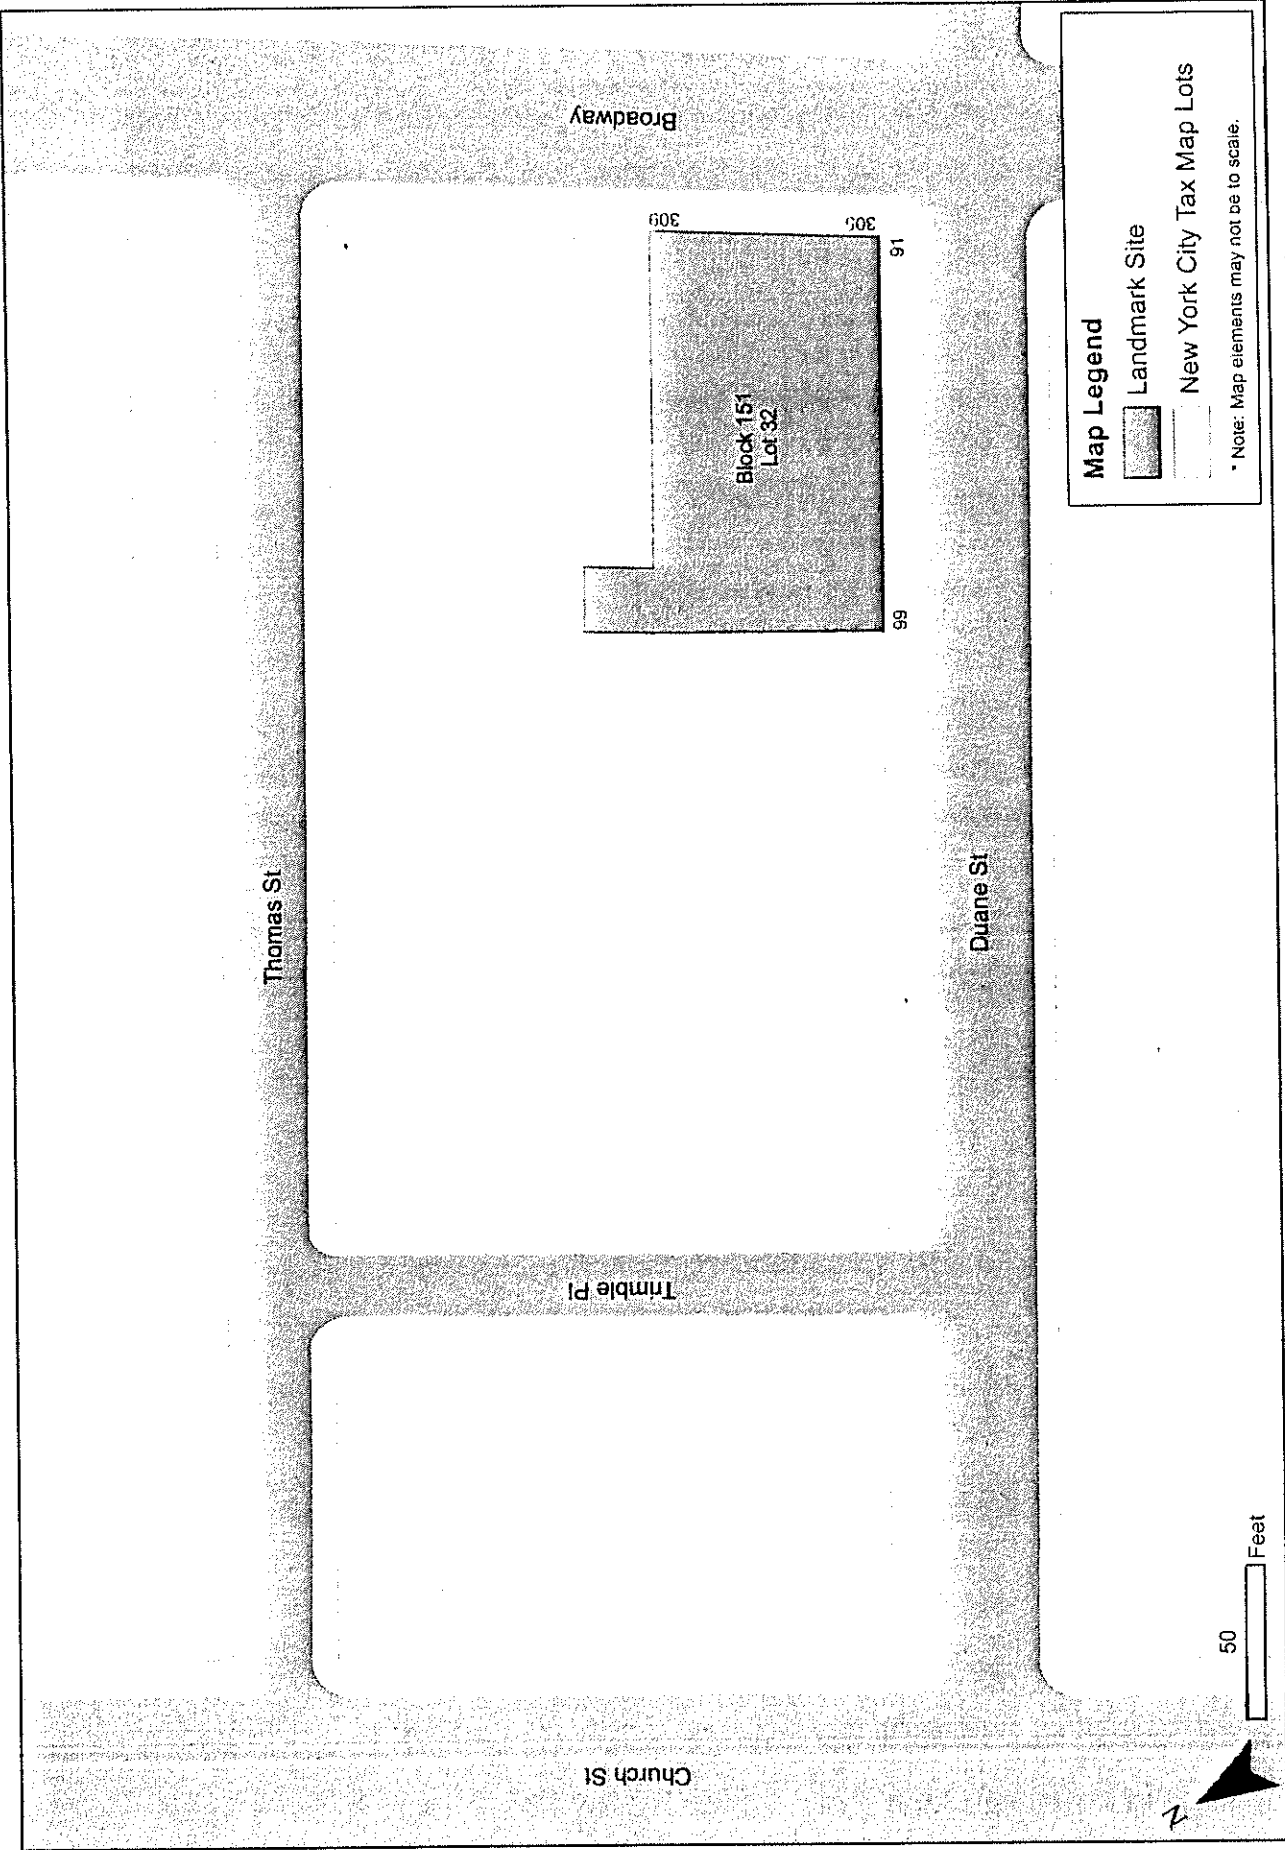 Thomas St
Broadway
309
305
Block 151
Lot 32
99
91
Trimble Pl
Church St
Duane St
Map Legend
Landmark Site
New York City Tax Map Lots
* Note: Map elements may not be to scale.
50
Feet
N